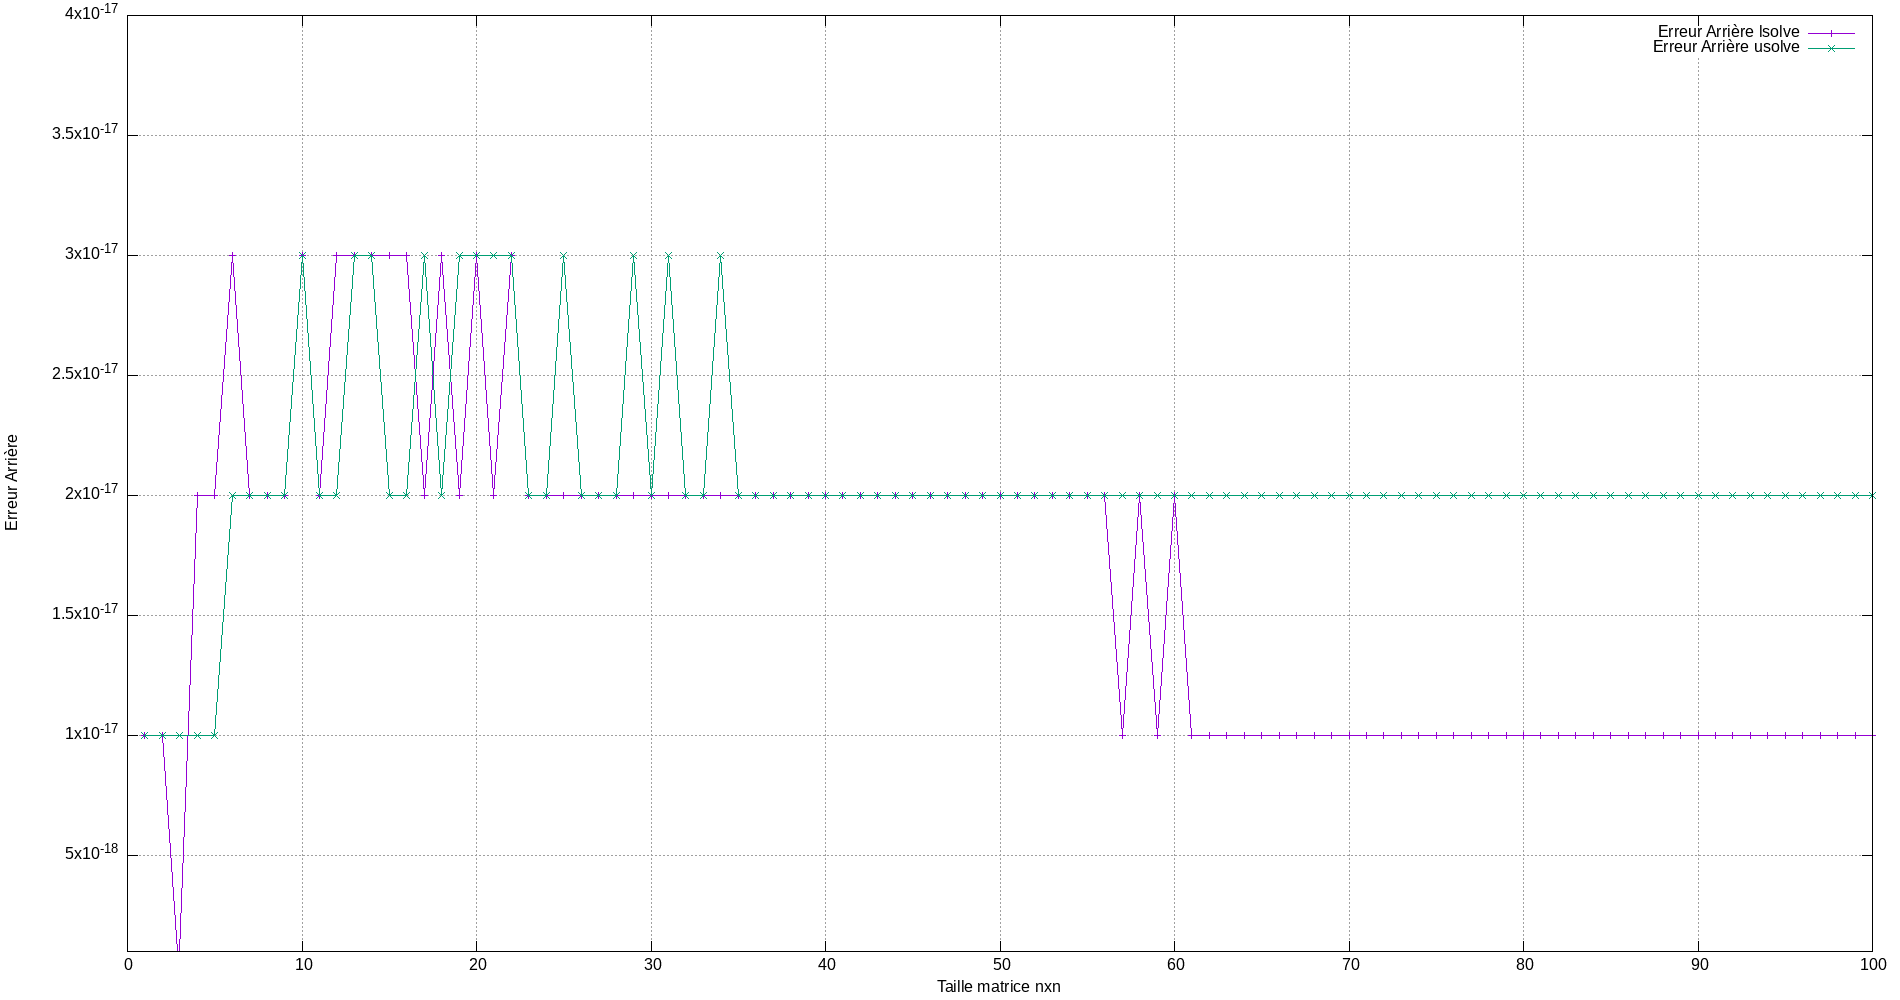 4x10-17
3.5x10-17
3x10-17
2.5x10-17
2x10-17
1.5x10-17
1x10-17
5x10-18
Erreur Arrière
Erreur Arrière lsolve
Erreur Arrière usolve
0 10 20 30 40 50 60 70 80 90 100
Taille matrice nxn